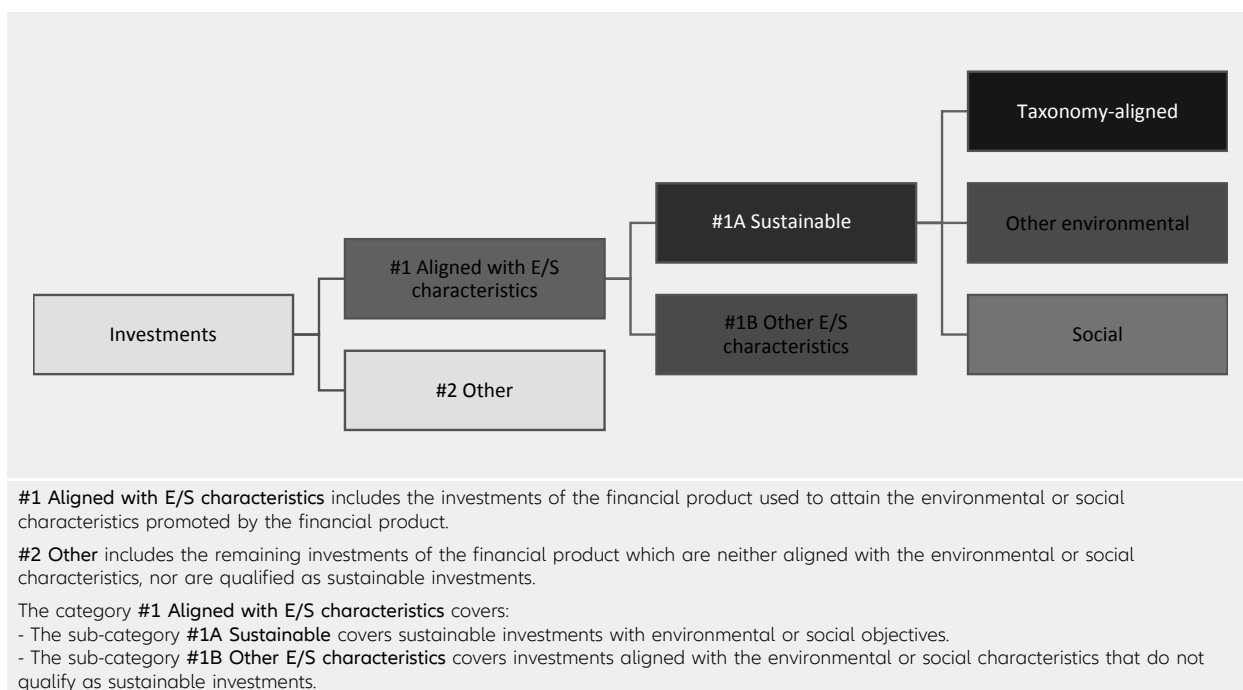 Taxonomy-aligned
#1A Sustainable
Other environmental
#1 Aligned with E/S
characteristics
Investments
#1B Other E/S
characteristics
Social
#2 Other
#1 Aligned with E/S characteristics includes the investments of the financial product used to attain the environmental or social
characteristics promoted by the financial product.
#2 Other includes the remaining investments of the financial product which are neither aligned with the environmental or social
characteristics, nor are qualified as sustainable investments.
The category #1 Aligned with E/S characteristics covers:
- The sub-category #1A Sustainable covers sustainable investments with environmental or social objectives.
- The sub-category #1B Other E/S characteristics covers investments aligned with the environmental or social characteristics that do not
qualify as sustainable investments.